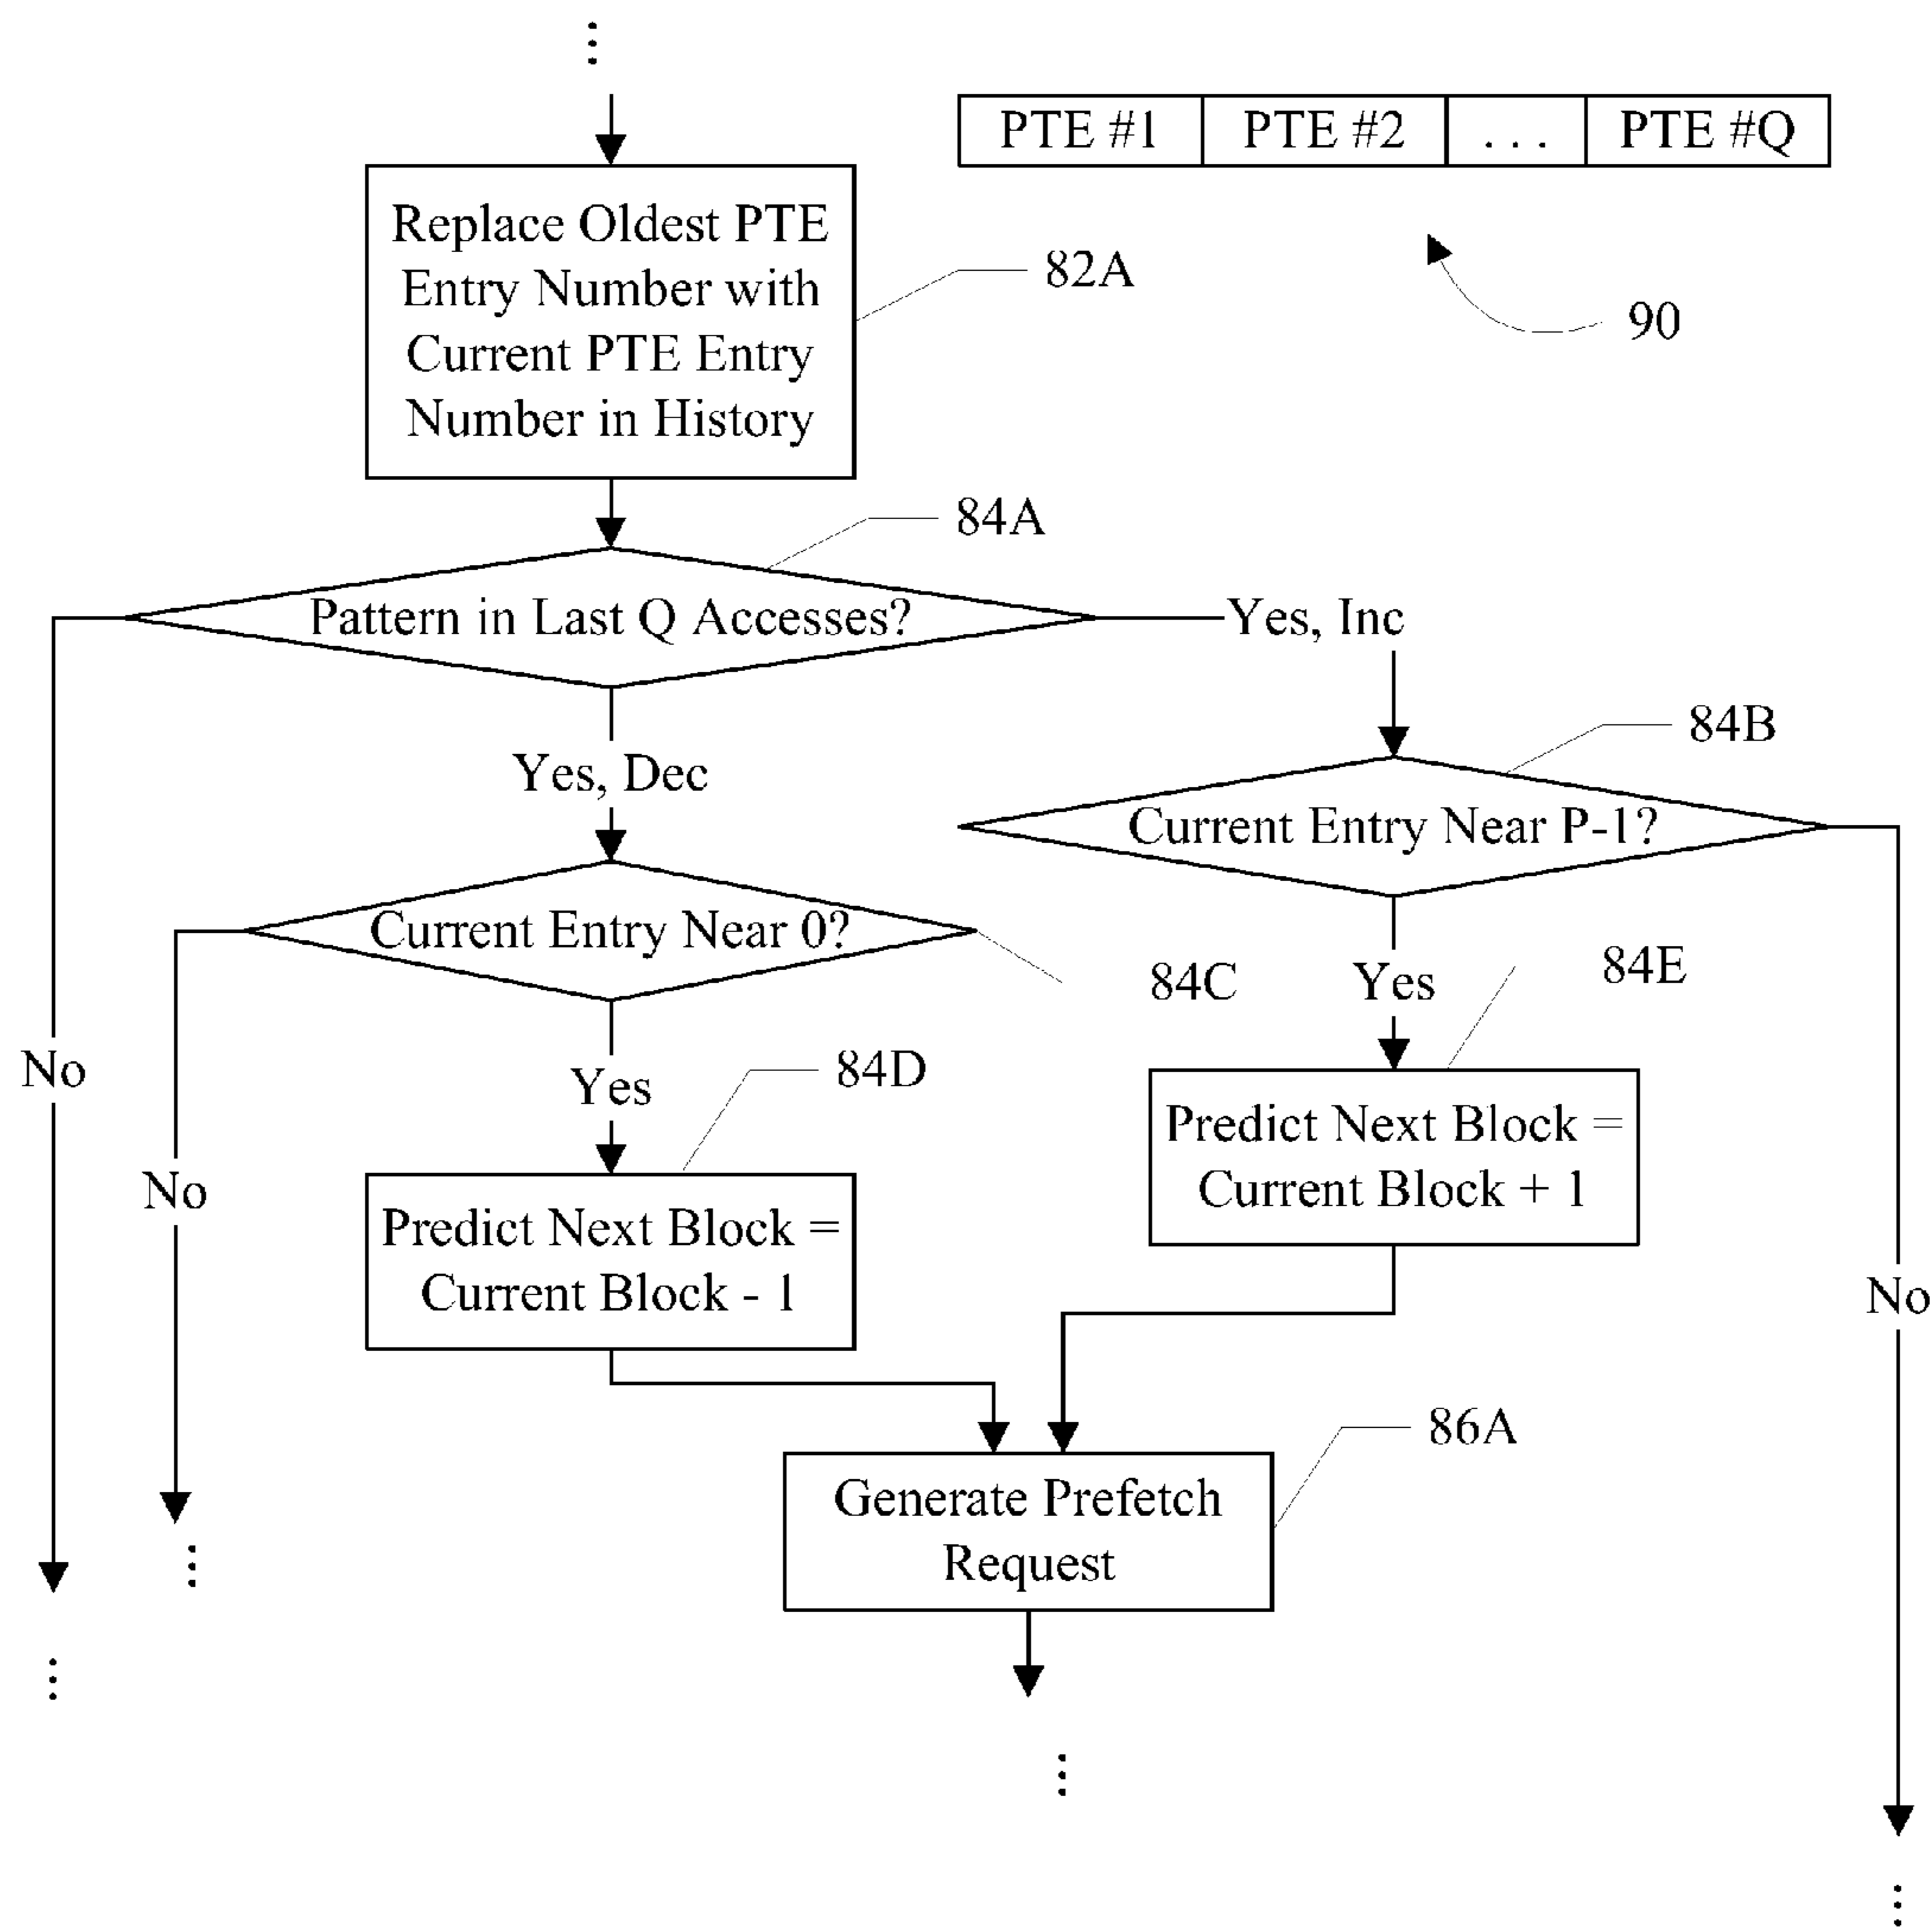 PTE #1 PTE #2 . . . PTE #Q
Replace Oldest PTE
Entry Number with
Current PTE Entry
Number in History
82A
90
84A
Pattern in Last Q Accesses?
Yes, Inc
84B
Yes, Dec
Current Entry Near P-1?
Current Entry Near 0?
84C
Yes
84E
No
Yes
84D
Predict Next Block =
Current Block + 1
No
Predict Next Block =
Current Block - 1
No
86A
Generate Prefetch
Request